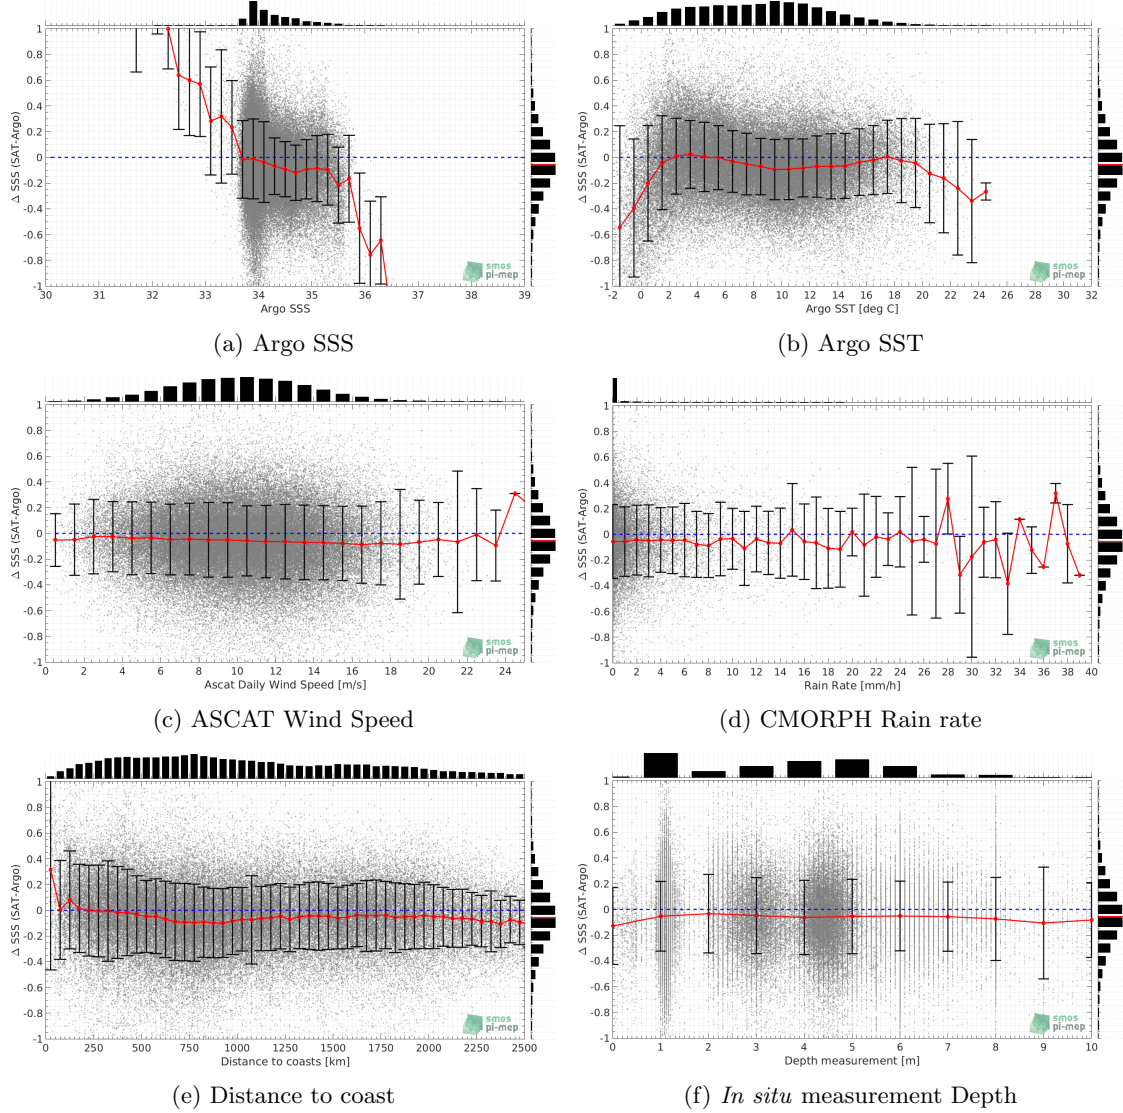 1
0.8
0.6
0.4
0.2
0
-0.2
-0.4
-0.6
-0.8
-1
Δ SSS (SAT-Argo)
30 31 32 33 34 35 36 37 38 39
Argo SSS
smos
pi-mep
(a) Argo SSS
1
0.8
0.6
0.4
0.2
0
-0.2
-0.4
-0.6
-0.8
-1
Δ SSS (SAT-Argo)
-2 0 2 4 6 8 10 12 14 16 18 20 22 24 26 28 30 32
Argo SST [deg C]
smos
pi-mep
(b) Argo SST
1
0.8
0.6
0.4
0.2
0
-0.2
-0.4
-0.6
-0.8
-1
Δ SSS (SAT-Argo)
0 2 4 6 8 10 12 14 16 18 20 22 24
Ascat Daily Wind Speed [m/s]
smos
pi-mep
(c) ASCAT Wind Speed
1
0.8
0.6
0.4
0.2
0
-0.2
-0.4
-0.6
-0.8
-1
Δ SSS (SAT-Argo)
0 2 4 6 8 10 12 14 16 18 20 22 24 26 28 30 32 34 36 38 40
Rain Rate [mm/h]
smos
pi-mep
(d) CMORPH Rain rate
1
0.8
0.6
0.4
0.2
0
-0.2
-0.4
-0.6
-0.8
-1
Δ SSS (SAT-Argo)
0 250 500 750 1000 1250 1500 1750 2000 2250 2500
Distance to coasts [km]
smos
pi-mep
(e) Distance to coast
1
0.8
0.6
0.4
0.2
0
-0.2
-0.4
-0.6
-0.8
-1
Δ SSS (SAT-Argo)
0 1 2 3 4 5 6 7 8 9 10
Depth measurement [m]
smos
pi-mep
(f) In situ measurement Depth